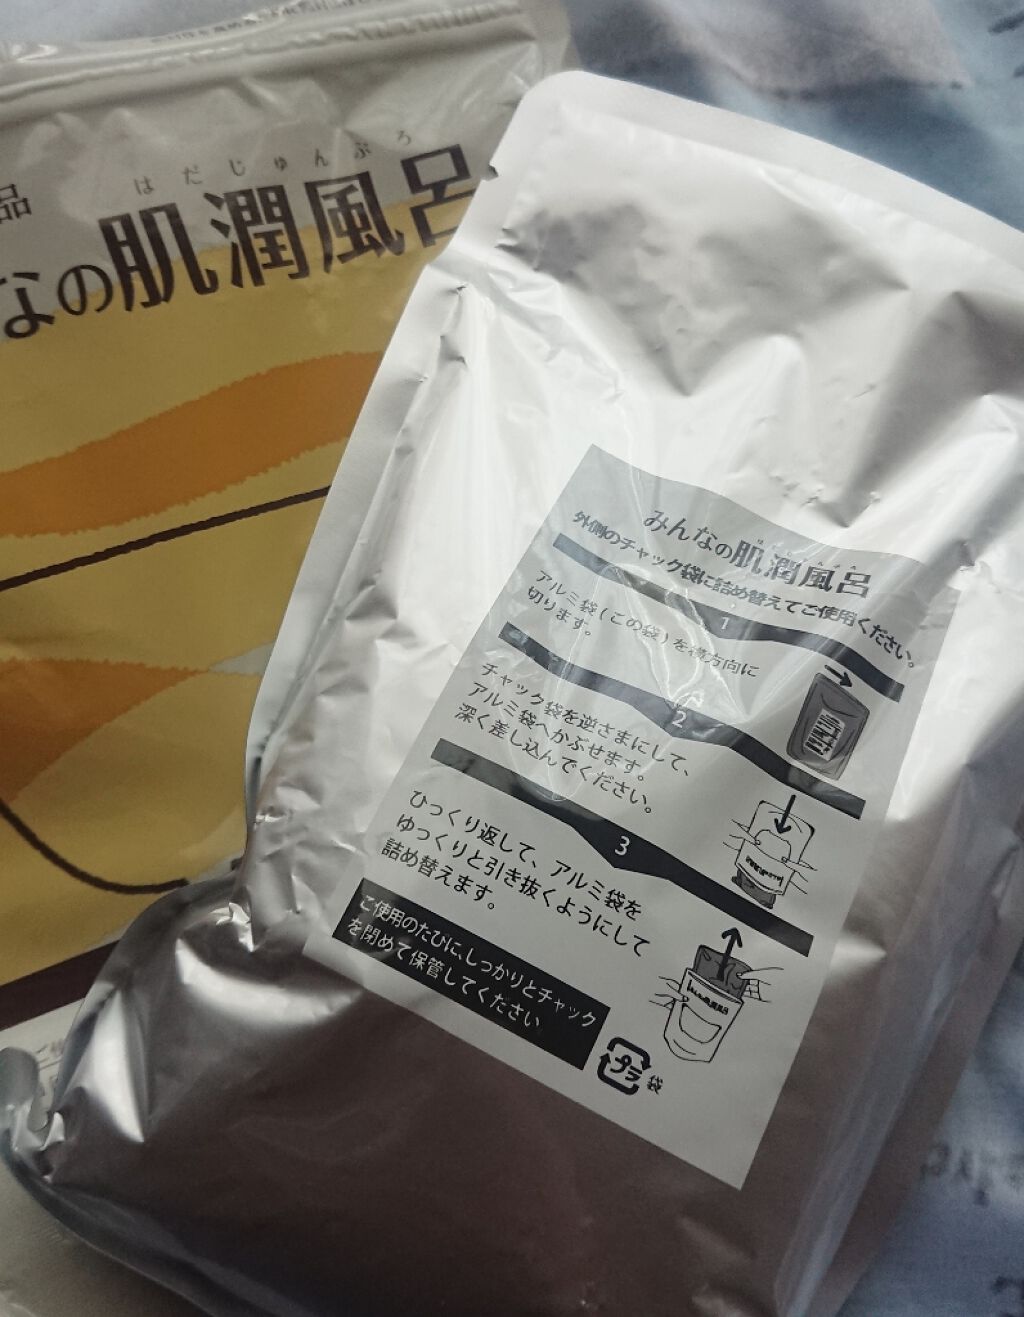 品
はだじゅんぶろ
なの肌潤風呂
みんなの肌潤風呂
外側のチャック袋に詰め替えてご使用ください。
1
アルミ袋(この袋)を横方向に
切ります。
2
チャック袋を逆さまにして、
アルミ袋へかぶせます。
深く差し込んでください。
3
ひっくり返して、アルミ袋を
ゆっくりと引き抜くようにして
詰め替えます。
ご使用のたびに、しっかりとチャック
を閉めて保管してください
プラ
袋